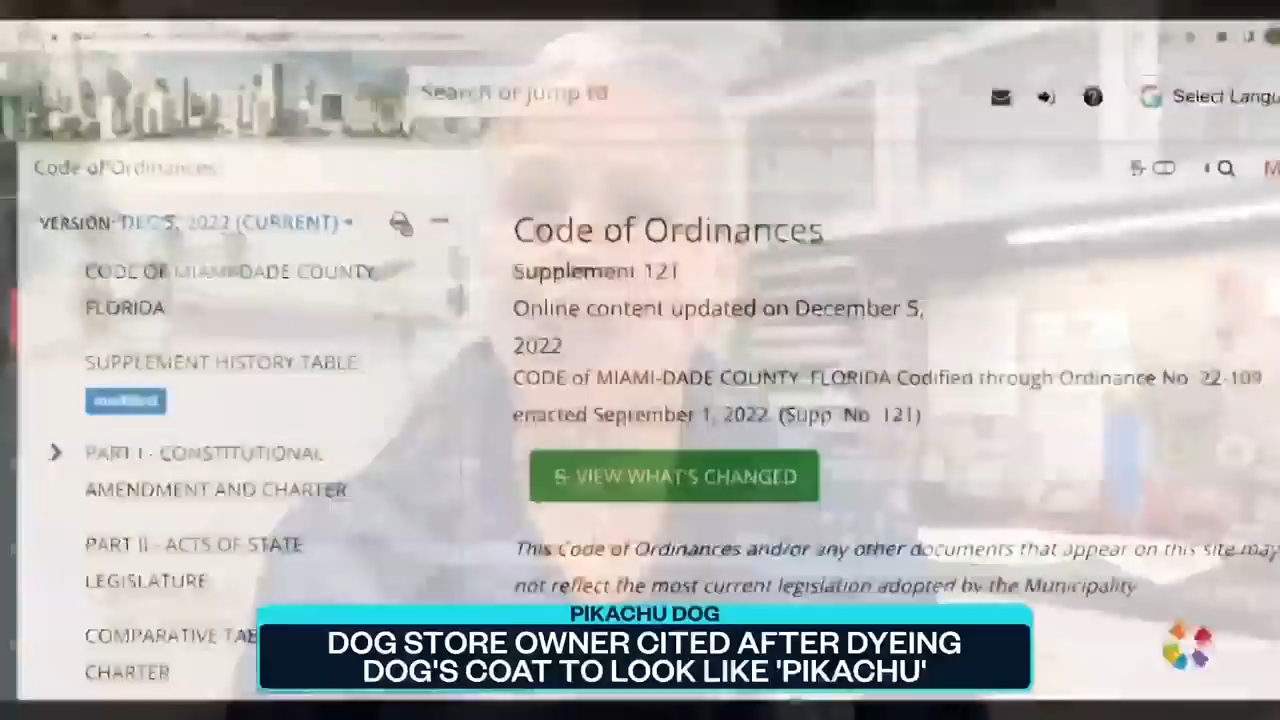 Search or jump to
Select Langu
Code of Ordinances
VERSION: DEC 5, 2022 (CURRENT)
CODE OF MIAMI-DADE COUNTY,
FLORIDA
SUPPLEMENT HISTORY TABLE
modified
PART I - CONSTITUTIONAL
AMENDMENT AND CHARTER
PART II - ACTS OF STATE
LEGISLATURE
COMPARATIVE TAB
CHARTER
M
Code of Ordinances
Supplement 121
Online content updated on December 5,
2022
CODE of MIAMI-DADE COUNTY FLORIDA Codified through Ordinance No 22-109
enacted September 1, 2022 (Supp No 121)
VIEW WHAT'S CHANGED
This Code of Ordinances and/or any other documents that appear on this site may
not reflect the most current legislation adopted by the Municipality
PIKACHU DOG
DOG STORE OWNER CITED AFTER DYEING
DOG'S COAT TO LOOK LIKE 'PIKACHU'